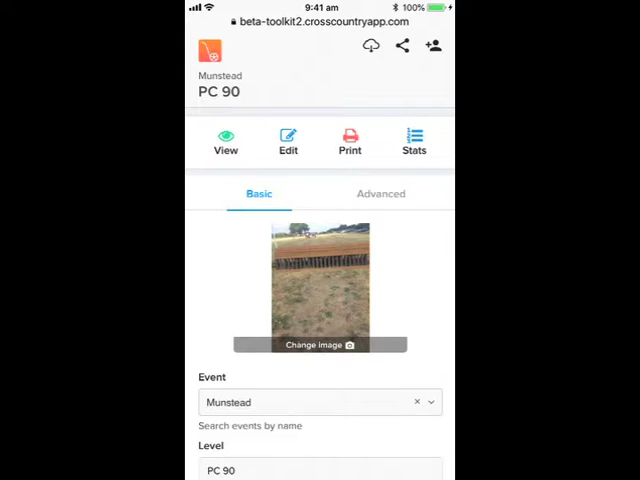 9:41 am
100%
beta-toolkit2.crosscountryapp.com
Munstead
PC 90
View
Edit
Print
Stats
Basic
Advanced
Change image
Event
Munstead
Search events by name
Level
PC 90